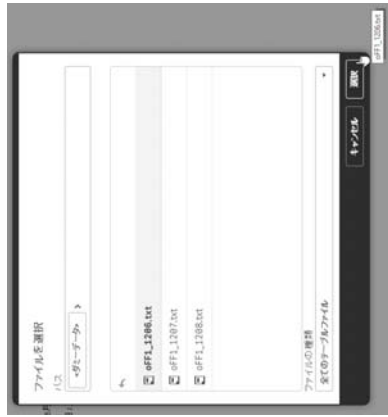 ファイルを選択
パス
<ダミーデータ>
oFF1_1206.txt
oFF1_1207.txt
oFF1_1208.txt
ファイルの種類
全てのテーブルファイル
キャンセル
選択
oFF1_1206.txt